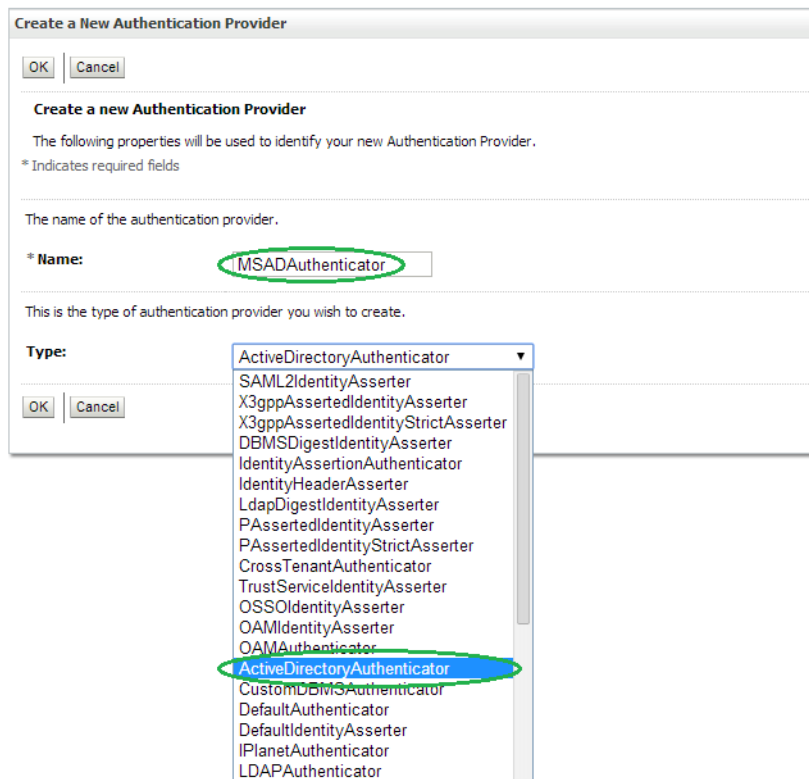 Create a New Authentication Provider
OK Cancel
Create a new Authentication Provider
The following properties will be used to identify your new Authentication Provider.
* Indicates required fields
The name of the authentication provider.
* Name: MSADAuthenticator
This is the type of authentication provider you wish to create.
Type: ActiveDirectoryAuthenticator
SAML2IdentityAsserter
X3gppAssertedIdentityAsserter
OK Cancel
X3gppAssertedIdentityStrictAsserter
DBMSDigestIdentityAsserter
IdentityAssertionAuthenticator
IdentityHeaderAsserter
LdapDigestIdentityAsserter
PAssertedIdentityAsserter
PAssertedIdentityStrictAsserter
CrossTenantAuthenticator
TrustServiceIdentityAsserter
OSSOIdentityAsserter
OAMIdentityAsserter
OAMAuthenticator
ActiveDirectoryAuthenticator
CustomDBMSAuthenticator
DefaultAuthenticator
DefaultIdentityAsserter
IPlanetAuthenticator
LDAPAuthenticator